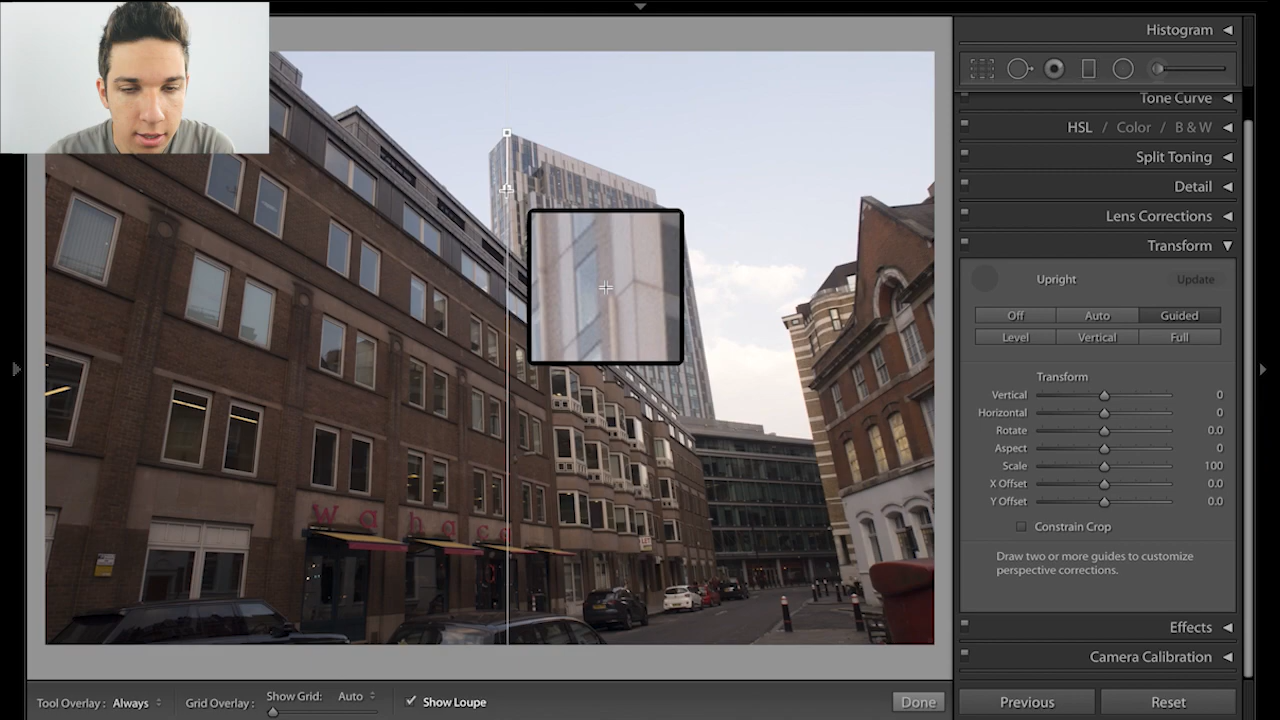 Histogram
Tone Curve
HSL / Color / B & W
Split Toning
Detail
Lens Corrections
Transform
Upright Update
Off Auto Guided
Level Vertical Full
Transform
Vertical 0
Horizontal 0
Rotate 0.0
Aspect 0
Scale 100
X Offset 0.0
Y Offset 0.0
Constrain Crop
Draw two or more guides to customize
perspective corrections.
Effects
Camera Calibration
Previous Reset
wahaca
LET
Tool Overlay : Always Grid Overlay : Show Grid: Auto Show Loupe Done